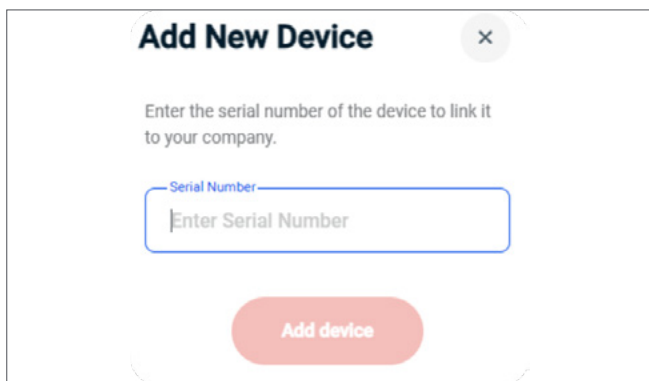 Add New Device
×
Enter the serial number of the device to link it
to your company.
Serial Number
Enter Serial Number
Add device